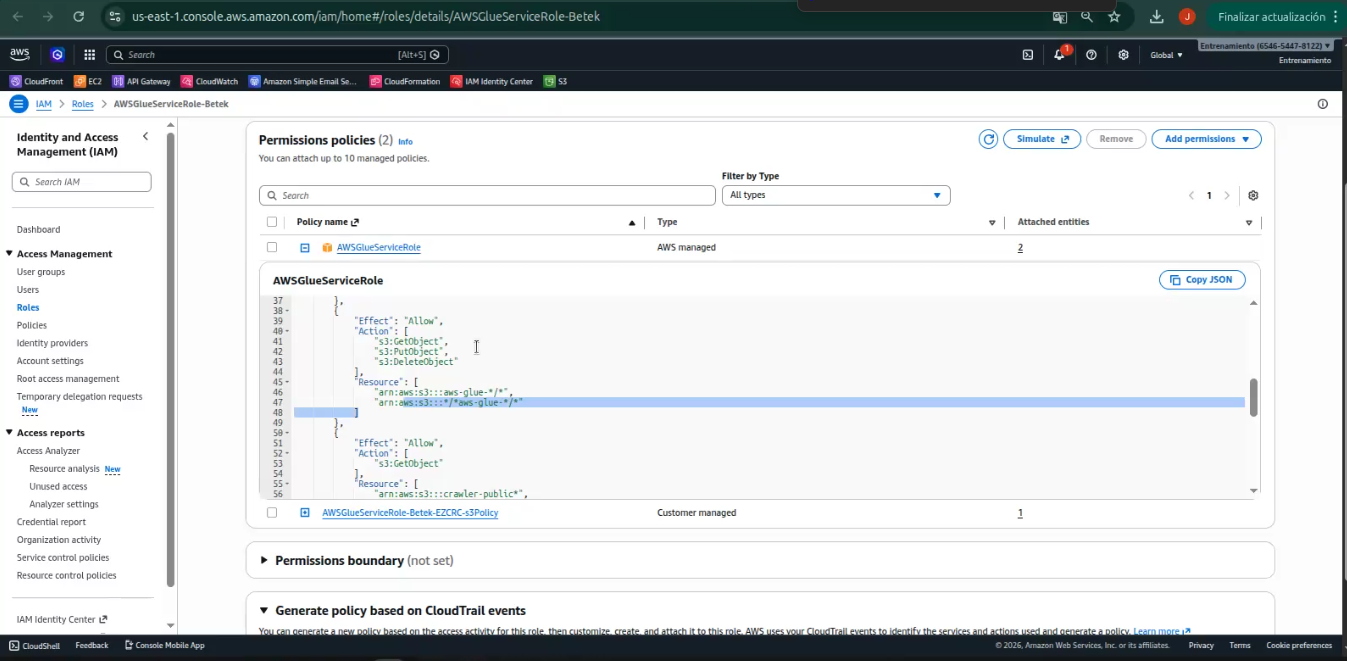 us-east-1.console.aws.amazon.com/iam/home#/roles/details/AWSGlueServiceRole-Betek
J
Finalizar actualización
aws
Search
[Alt+S]
1
Global
Entrenamiento (6546-5447-8122)
Entrenamiento
CloudFront
EC2
API Gateway
CloudWatch
Amazon Simple Email Se...
CloudFormation
IAM Identity Center
S3
IAM > Roles > AWSGlueServiceRole-Betek
Identity and Access
Management (IAM)
Search IAM
Dashboard
Access Management
User groups
Users
Roles
Policies
Identity providers
Account settings
Root access management
Temporary delegation requests
New
Access reports
Access Analyzer
Resource analysis New
Unused access
Analyzer settings
Credential report
Organization activity
Service control policies
Resource control policies
IAM Identity Center
Permissions policies (2) Info
You can attach up to 10 managed policies.
Simulate
Remove
Add permissions
Filter by Type
Search
All types
1
Policy name
Type
Attached entities
AWSGlueServiceRole
AWS managed
2
AWSGlueServiceRole
Copy JSON
37 },
38 {
39 "Effect": "Allow",
40 "Action": [
41 "s3:GetObject",
42 "s3:PutObject",
43 "s3:DeleteObject"
44 ],
45 "Resource": [
46 "arn:aws:s3:::aws-glue-*/*",
47 "arn:aws:s3:::*/*aws-glue-*/*"
48 ]
49 },
50 {
51 "Effect": "Allow",
52 "Action": [
53 "s3:GetObject"
54 ],
55 "Resource": [
56 "arn:aws:s3:::crawler-public*",
AWSGlueServiceRole-Betek-EZCRC-s3Policy
Customer managed
1
Permissions boundary (not set)
Generate policy based on CloudTrail events
You can generate a new policy based on the access activity for this role, then customize, create, and attach it to this role. AWS uses your CloudTrail events to identify the services and actions used and generate a policy. Learn more
CloudShell
Feedback
Console Mobile App
© 2026, Amazon Web Services, Inc. or its affiliates.
Privacy
Terms
Cookie preferences